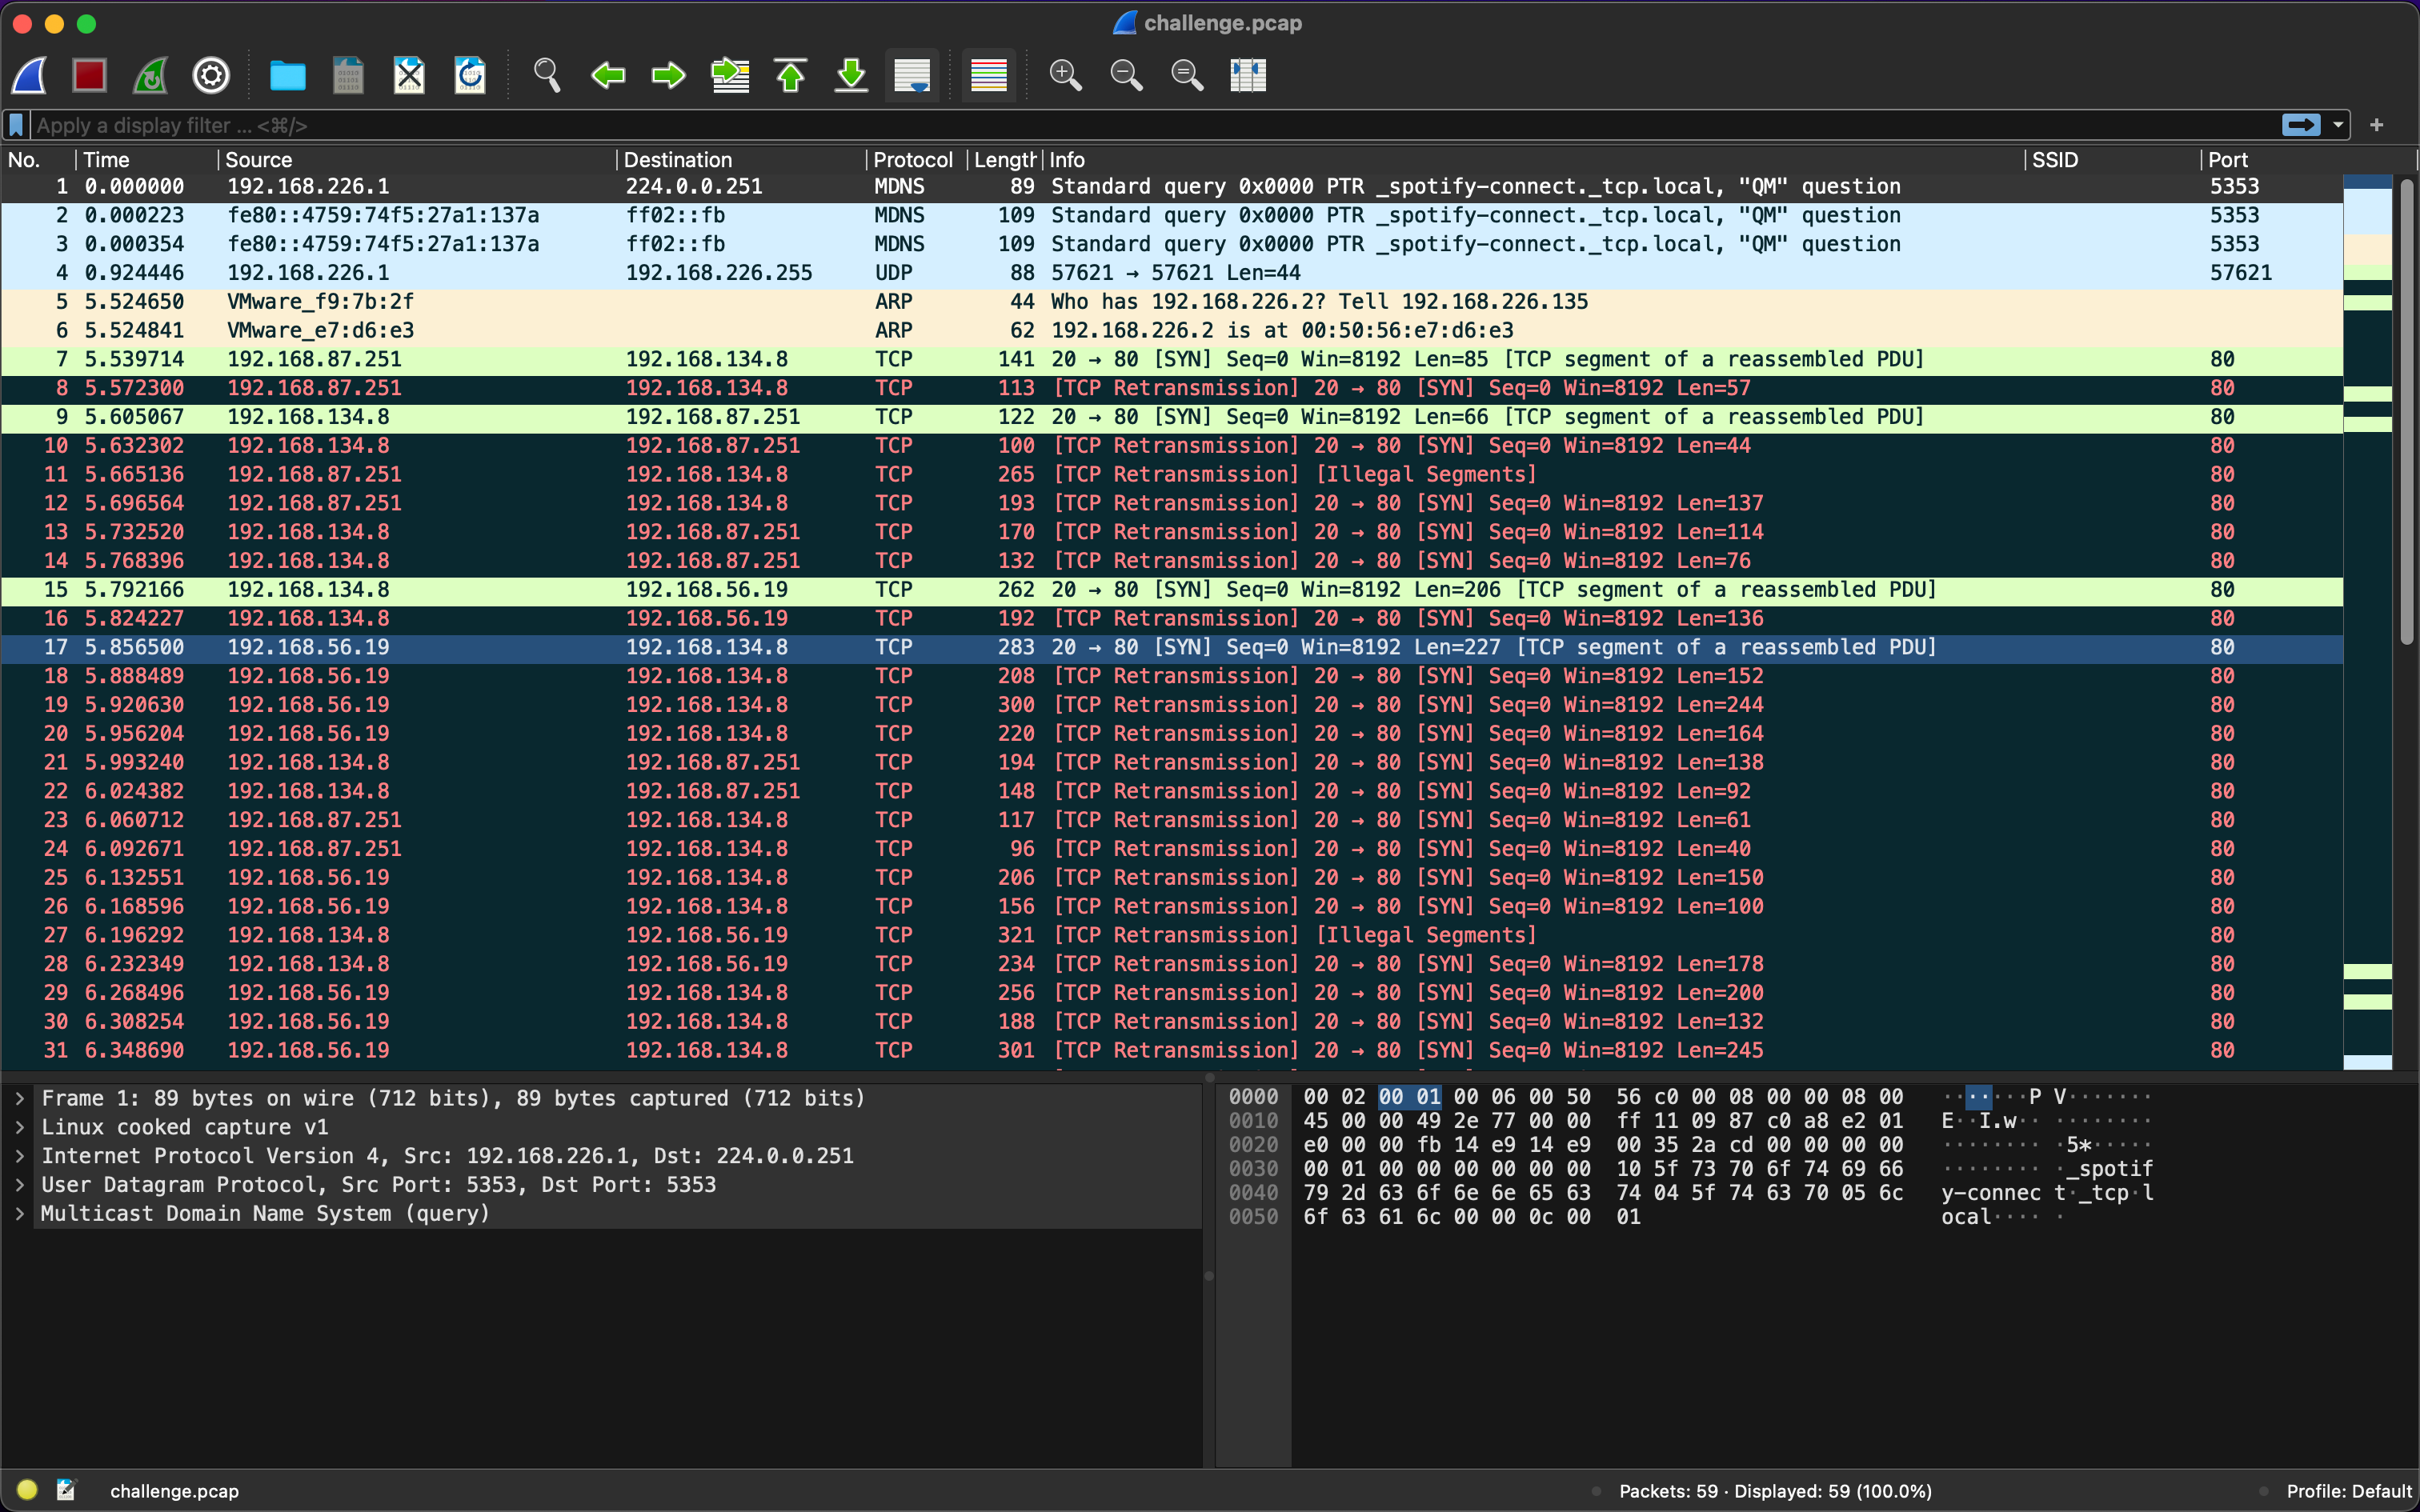 challenge.pcap
Apply a display filter ... <⌘/>
No. Time Source Destination Protocol Length Info SSID Port
1 0.000000 192.168.226.1 224.0.0.251 MDNS 89 Standard query 0x0000 PTR _spotify-connect._tcp.local, "QM" question 5353
2 0.000223 fe80::4759:74f5:27a1:137a ff02::fb MDNS 109 Standard query 0x0000 PTR _spotify-connect._tcp.local, "QM" question 5353
3 0.000354 fe80::4759:74f5:27a1:137a ff02::fb MDNS 109 Standard query 0x0000 PTR _spotify-connect._tcp.local, "QM" question 5353
4 0.924446 192.168.226.1 192.168.226.255 UDP 88 57621 → 57621 Len=44 57621
5 5.524650 VMware_f9:7b:2f ARP 44 Who has 192.168.226.2? Tell 192.168.226.135
6 5.524841 VMware_e7:d6:e3 ARP 62 192.168.226.2 is at 00:50:56:e7:d6:e3
7 5.539714 192.168.87.251 192.168.134.8 TCP 141 20 → 80 [SYN] Seq=0 Win=8192 Len=85 [TCP segment of a reassembled PDU] 80
8 5.572300 192.168.87.251 192.168.134.8 TCP 113 [TCP Retransmission] 20 → 80 [SYN] Seq=0 Win=8192 Len=57 80
9 5.605067 192.168.134.8 192.168.87.251 TCP 122 20 → 80 [SYN] Seq=0 Win=8192 Len=66 [TCP segment of a reassembled PDU] 80
10 5.632302 192.168.134.8 192.168.87.251 TCP 100 [TCP Retransmission] 20 → 80 [SYN] Seq=0 Win=8192 Len=44 80
11 5.665136 192.168.87.251 192.168.134.8 TCP 265 [TCP Retransmission] [Illegal Segments] 80
12 5.696564 192.168.87.251 192.168.134.8 TCP 193 [TCP Retransmission] 20 → 80 [SYN] Seq=0 Win=8192 Len=137 80
13 5.732520 192.168.134.8 192.168.87.251 TCP 170 [TCP Retransmission] 20 → 80 [SYN] Seq=0 Win=8192 Len=114 80
14 5.768396 192.168.134.8 192.168.87.251 TCP 132 [TCP Retransmission] 20 → 80 [SYN] Seq=0 Win=8192 Len=76 80
15 5.792166 192.168.134.8 192.168.56.19 TCP 262 20 → 80 [SYN] Seq=0 Win=8192 Len=206 [TCP segment of a reassembled PDU] 80
16 5.824227 192.168.134.8 192.168.56.19 TCP 192 [TCP Retransmission] 20 → 80 [SYN] Seq=0 Win=8192 Len=136 80
17 5.856500 192.168.56.19 192.168.134.8 TCP 283 20 → 80 [SYN] Seq=0 Win=8192 Len=227 [TCP segment of a reassembled PDU] 80
18 5.888489 192.168.56.19 192.168.134.8 TCP 208 [TCP Retransmission] 20 → 80 [SYN] Seq=0 Win=8192 Len=152 80
19 5.920630 192.168.56.19 192.168.134.8 TCP 300 [TCP Retransmission] 20 → 80 [SYN] Seq=0 Win=8192 Len=244 80
20 5.956204 192.168.56.19 192.168.134.8 TCP 220 [TCP Retransmission] 20 → 80 [SYN] Seq=0 Win=8192 Len=164 80
21 5.993240 192.168.134.8 192.168.87.251 TCP 194 [TCP Retransmission] 20 → 80 [SYN] Seq=0 Win=8192 Len=138 80
22 6.024382 192.168.134.8 192.168.87.251 TCP 148 [TCP Retransmission] 20 → 80 [SYN] Seq=0 Win=8192 Len=92 80
23 6.060712 192.168.87.251 192.168.134.8 TCP 117 [TCP Retransmission] 20 → 80 [SYN] Seq=0 Win=8192 Len=61 80
24 6.092671 192.168.87.251 192.168.134.8 TCP 96 [TCP Retransmission] 20 → 80 [SYN] Seq=0 Win=8192 Len=40 80
25 6.132551 192.168.56.19 192.168.134.8 TCP 206 [TCP Retransmission] 20 → 80 [SYN] Seq=0 Win=8192 Len=150 80
26 6.168596 192.168.56.19 192.168.134.8 TCP 156 [TCP Retransmission] 20 → 80 [SYN] Seq=0 Win=8192 Len=100 80
27 6.196292 192.168.134.8 192.168.56.19 TCP 321 [TCP Retransmission] [Illegal Segments] 80
28 6.232349 192.168.134.8 192.168.56.19 TCP 234 [TCP Retransmission] 20 → 80 [SYN] Seq=0 Win=8192 Len=178 80
29 6.268496 192.168.56.19 192.168.134.8 TCP 256 [TCP Retransmission] 20 → 80 [SYN] Seq=0 Win=8192 Len=200 80
30 6.308254 192.168.56.19 192.168.134.8 TCP 188 [TCP Retransmission] 20 → 80 [SYN] Seq=0 Win=8192 Len=132 80
31 6.348690 192.168.56.19 192.168.134.8 TCP 301 [TCP Retransmission] 20 → 80 [SYN] Seq=0 Win=8192 Len=245 80
Frame 1: 89 bytes on wire (712 bits), 89 bytes captured (712 bits)
Linux cooked capture v1
Internet Protocol Version 4, Src: 192.168.226.1, Dst: 224.0.0.251
User Datagram Protocol, Src Port: 5353, Dst Port: 5353
Multicast Domain Name System (query)
0000 00 02 00 01 00 06 00 50 56 c0 00 08 00 00 08 00 ·······P V·······
0010 45 00 00 49 2e 77 00 00 ff 11 09 87 c0 a8 e2 01 E··I.w·· ········
0020 e0 00 00 fb 14 e9 14 e9 00 35 2a cd 00 00 00 00 ········ ·5*·····
0030 00 01 00 00 00 00 00 00 10 5f 73 70 6f 74 69 66 ········ ·_spotif
0040 79 2d 63 6f 6e 6e 65 63 74 04 5f 74 63 70 05 6c y-connec t·_tcp·l
0050 6f 63 61 6c 00 00 0c 00 01 ocal···· ·
challenge.pcap
Packets: 59 · Displayed: 59 (100.0%)
Profile: Default